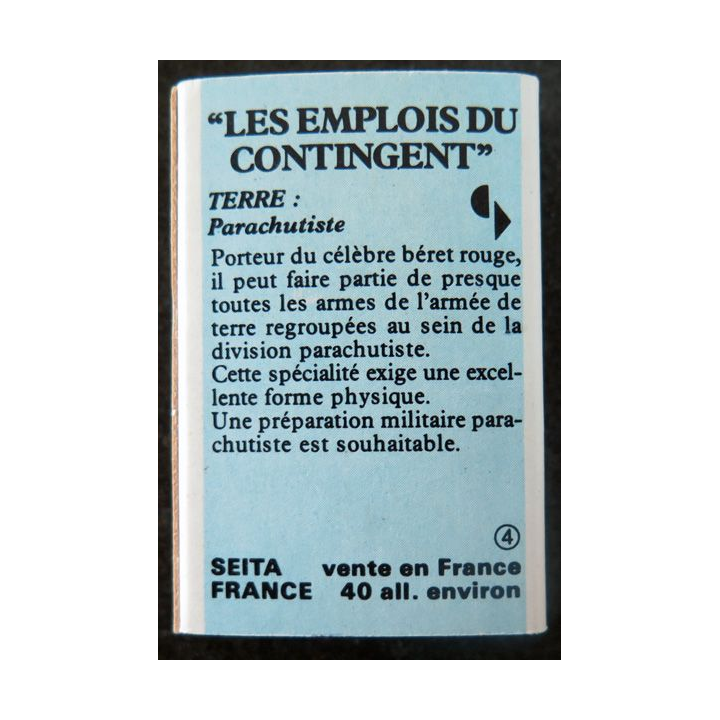 “LES EMPLOIS DU
CONTINGENT”
TERRE :
Parachutiste
Porteur du célèbre béret rouge,
il peut faire partie de presque
toutes les armes de l’armée de
terre regroupées au sein de la
division parachutiste.
Cette spécialité exige une excel-
lente forme physique.
Une préparation militaire para-
chutiste est souhaitable.
4
SEITA vente en France
FRANCE 40 all. environ